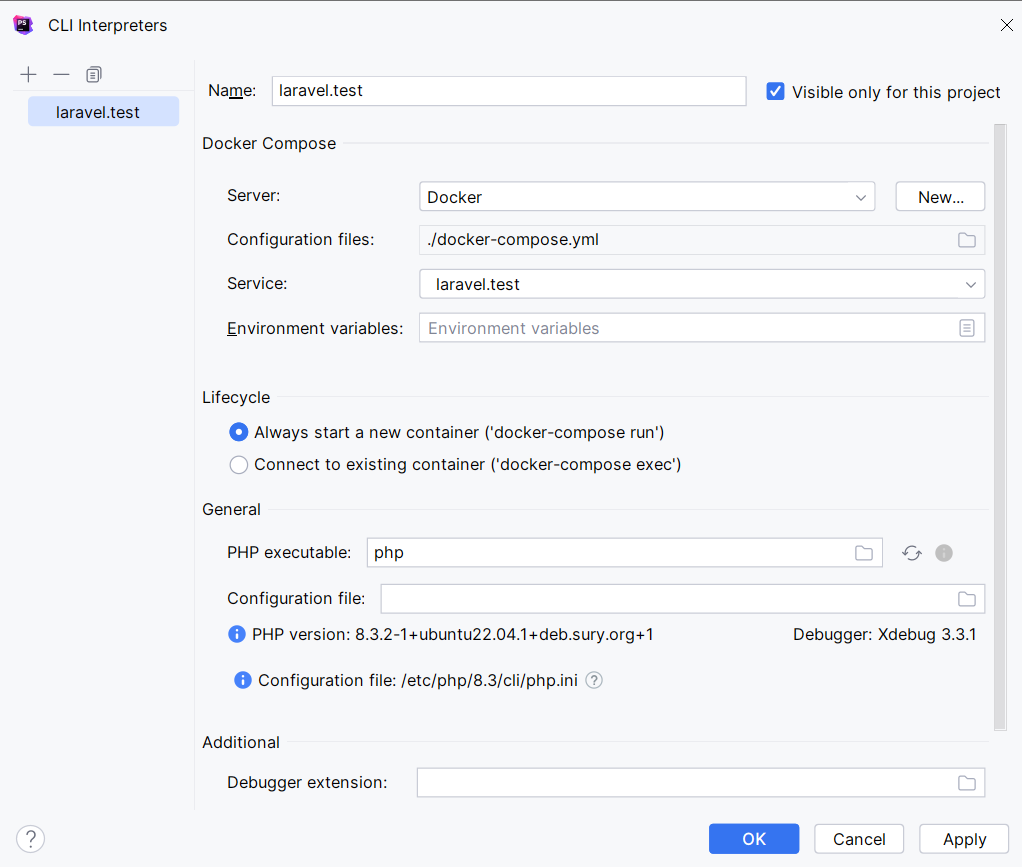 PS
CLI Interpreters
laravel.test
Name: laravel.test Visible only for this project
Docker Compose
Server: Docker New...
Configuration files: ./docker-compose.yml
Service: laravel.test
Environment variables: Environment variables
Lifecycle
Always start a new container ('docker-compose run')
Connect to existing container ('docker-compose exec')
General
PHP executable: php
Configuration file:
PHP version: 8.3.2-1+ubuntu22.04.1+deb.sury.org+1 Debugger: Xdebug 3.3.1
Configuration file: /etc/php/8.3/cli/php.ini ?
Additional
Debugger extension:
? OK Cancel Apply